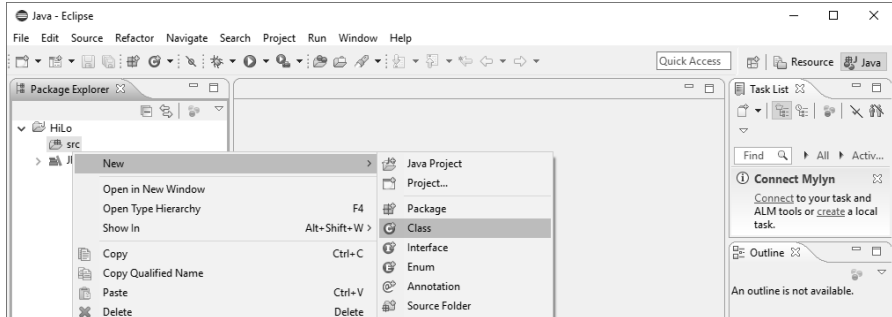 Java - Eclipse
File Edit Source Refactor Navigate Search Project Run Window Help
Quick Access
Resource
Java
Package Explorer
Task List
HiLo
src
New
Open in New Window
Open Type Hierarchy F4
Show In Alt+Shift+W >
Copy Ctrl+C
Copy Qualified Name
Paste Ctrl+V
Delete Delete
Java Project
Project...
Package
Class
Interface
Enum
Annotation
Source Folder
Find All Activ...
Connect Mylyn
Connect to your task and
ALM tools or create a local
task.
Outline
An outline is not available.